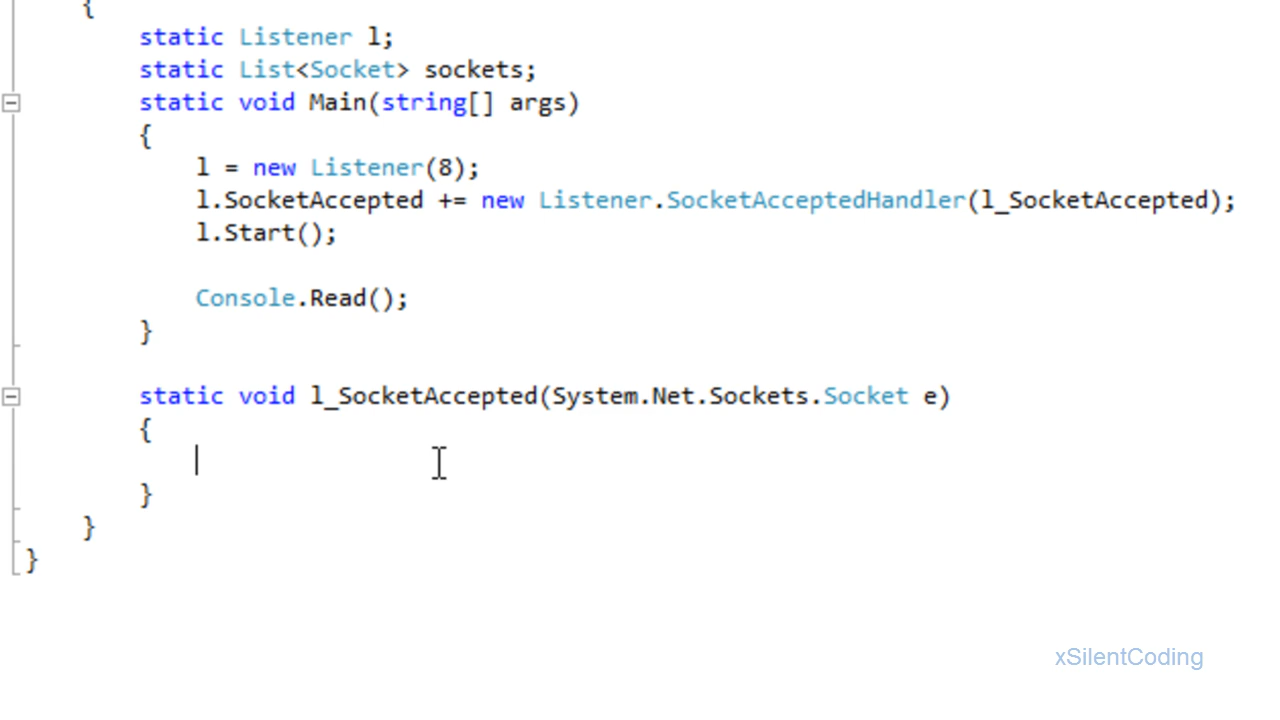 {
static Listener l;
static List<Socket> sockets;
static void Main(string[] args)
{
l = new Listener(8);
l.SocketAccepted += new Listener.SocketAcceptedHandler(l_SocketAccepted);
l.Start();
Console.Read();
}
static void l_SocketAccepted(System.Net.Sockets.Socket e)
{
}
}
}
xSilentCoding